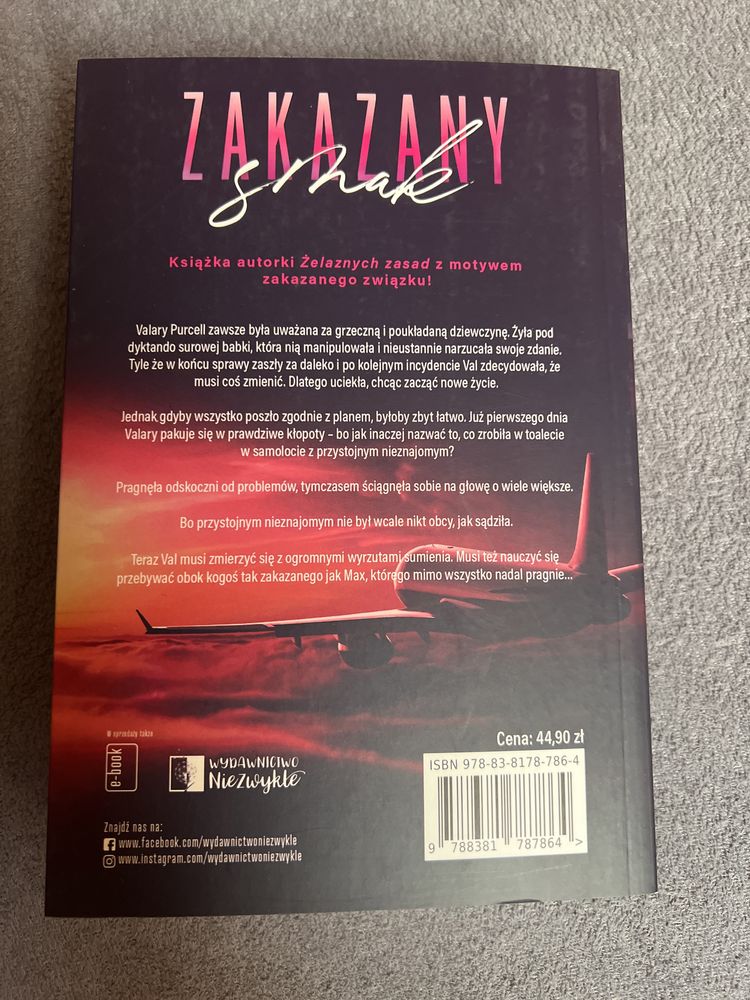 ZAKAZANY
smak
Książka autorki Żelaznych zasad z motywem
zakazanego związku!
Valary Purcell zawsze była uważana za grzeczną i poukładaną dziewczynę. Żyła pod
dyktando surowej babki, która nią manipulowała i nieustannie narzucała swoje zdanie.
Tyle że w końcu sprawy zaszły za daleko i po kolejnym incydencie Val zdecydowała, że
musi coś zmienić. Dlatego uciekła, chcąc zacząć nowe życie.
Jednak gdyby wszystko poszło zgodnie z planem, byłoby zbyt łatwo. Już pierwszego dnia
Valary pakuje się w prawdziwe kłopoty – bo jak inaczej nazwać to, co zrobiła w toalecie
w samolocie z przystojnym nieznajomym?
Pragnęła odskoczni od problemów, tymczasem ściągnęła sobie na głowę o wiele większe.
Bo przystojnym nieznajomym nie był wcale nikt obcy, jak sądziła.
Teraz Val musi zmierzyć się z ogromnymi wyrzutami sumienia. Musi też nauczyć się
przebywać obok kogoś tak zakazanego jak Max, którego mimo wszystko nadal pragnie...
Cena: 44,90 zł
ISBN 978-83-8178-786-4
9 788381 787864 >
W sprzedaży także
e-book
WYDAWNICTWO
NieZwykłe
Znajdź nas na:
www.facebook.com/wydawnictwoniezwykle
www.instagram.com/wydawnictwoniezwykle